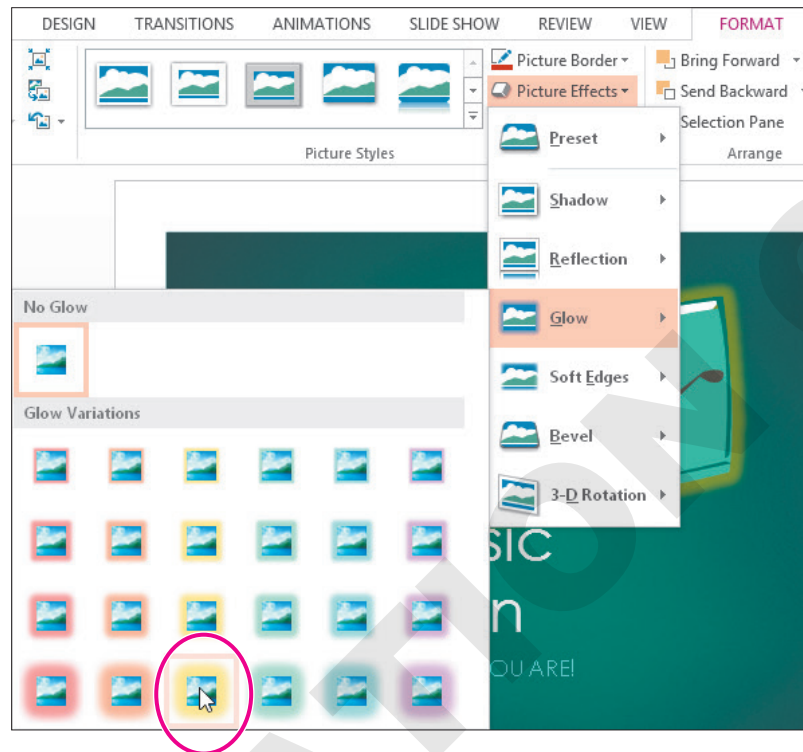 DESIGN TRANSITIONS ANIMATIONS SLIDE SHOW REVIEW VIEW FORMAT
Picture Border
Bring Forward
Picture Effects
Send Backward
Selection Pane
Picture Styles
Arrange
Preset
Shadow
Reflection
Glow
Soft Edges
Bevel
3-D Rotation
No Glow
Glow Variations
SIC
n
OU ARE!